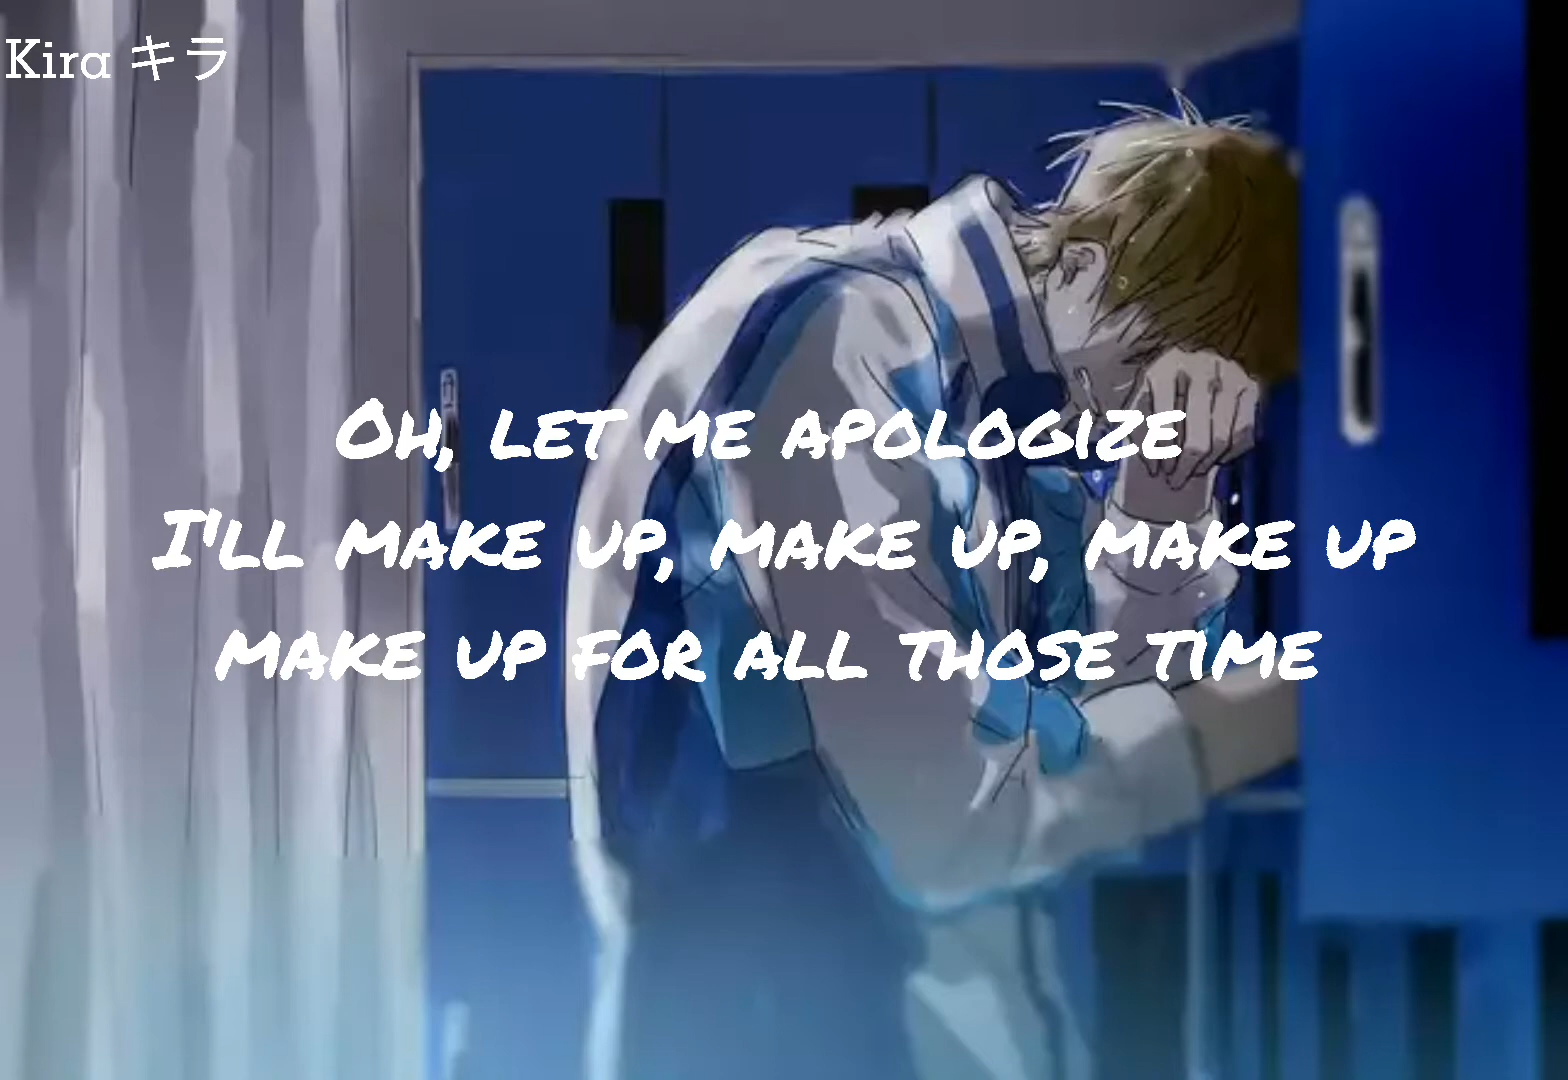 Kira キラ
Oh, let me apologize
I'll make up, make up, make up
make up for all those time